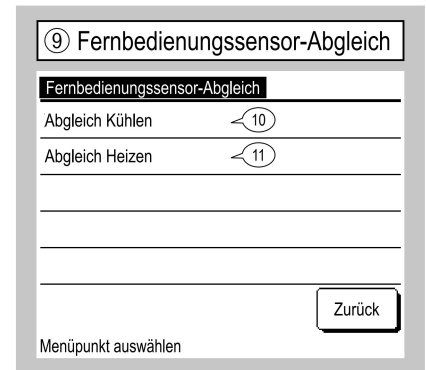 ⑨ Fernbedienungssensor-Abgleich
Fernbedienungssensor-Abgleich
Abgleich Kühlen 10
Abgleich Heizen 11
Zurück
Menüpunkt auswählen